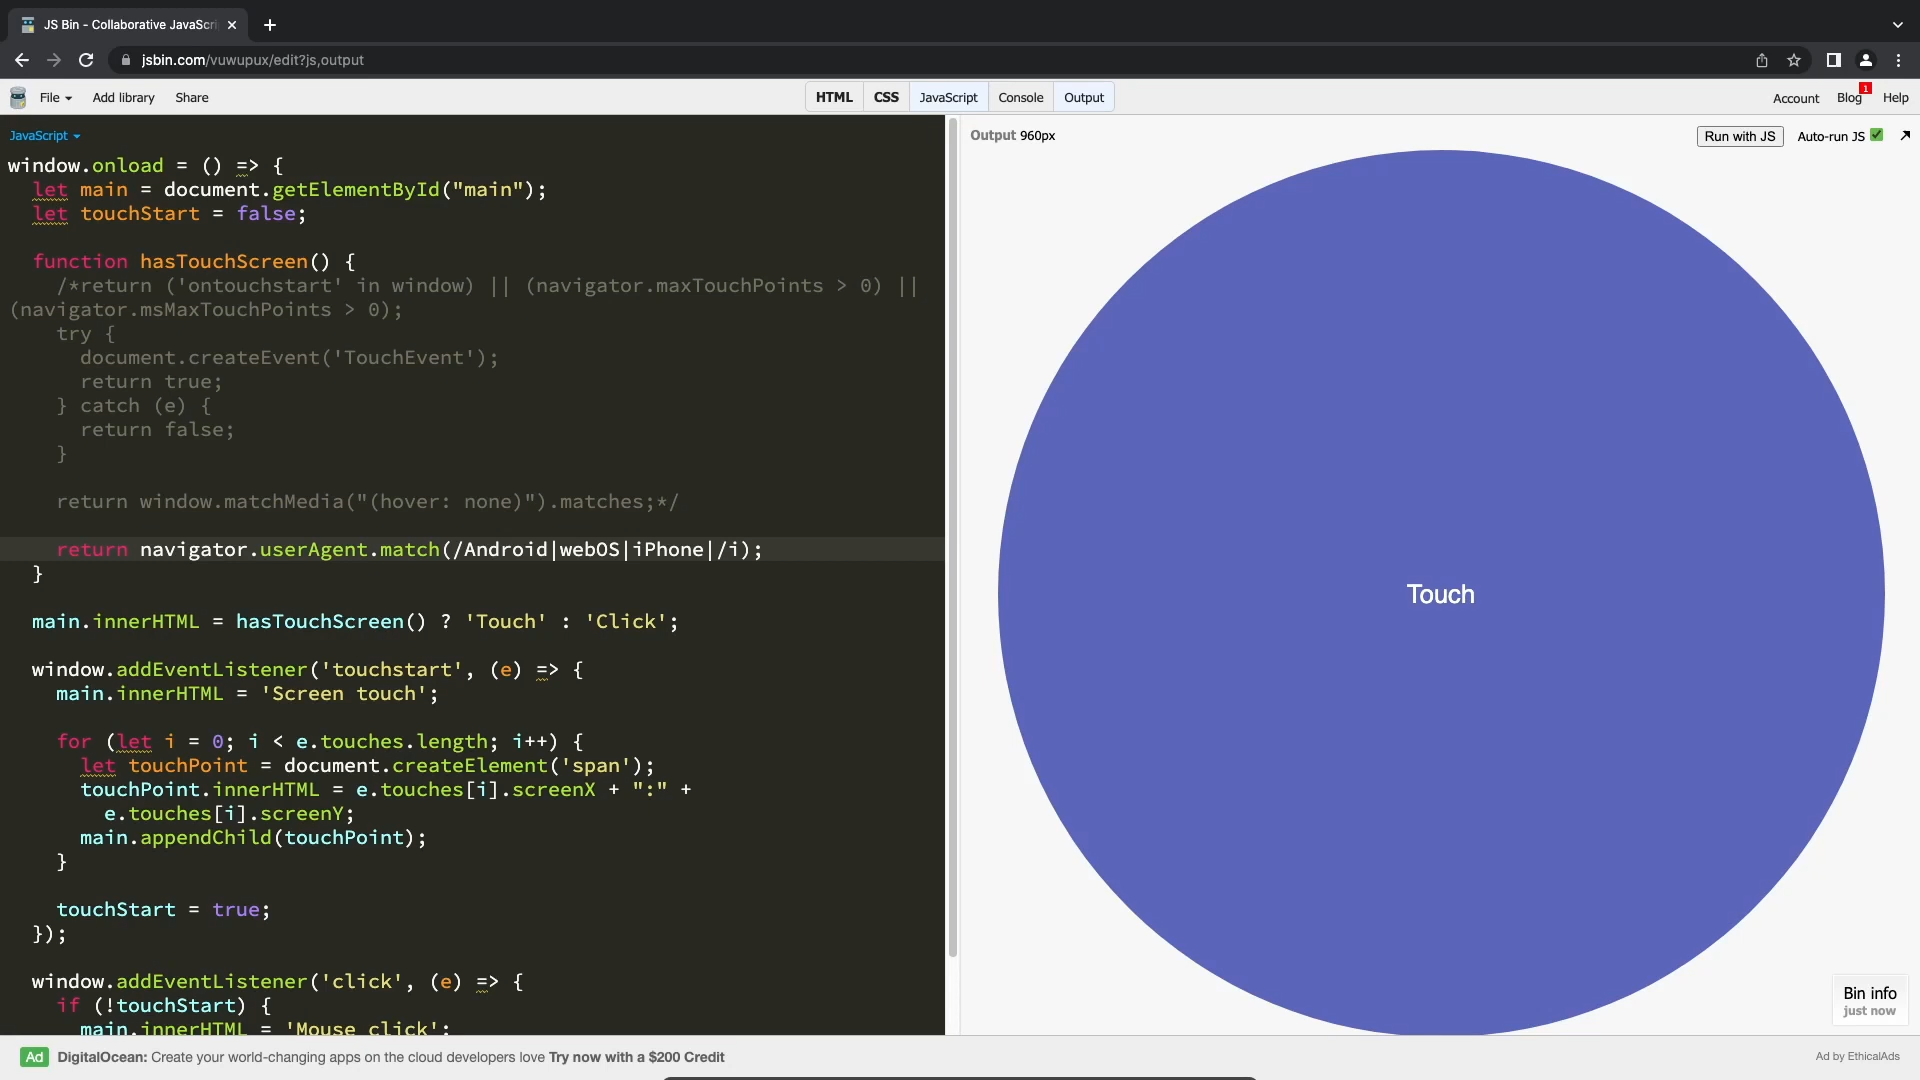 JS Bin - Collaborative JavaScri
jsbin.com/vuwupux/edit?js,output
File Add library Share HTML CSS JavaScript Console Output Account Blog 1 Help
JavaScript
window.onload = () => {
let main = document.getElementById("main");
let touchStart = false;
function hasTouchScreen() {
/*return ('ontouchstart' in window) || (navigator.maxTouchPoints > 0) ||
(navigator.msMaxTouchPoints > 0);
try {
document.createEvent('TouchEvent');
return true;
} catch (e) {
return false;
}
return window.matchMedia("(hover: none)").matches;*/
return navigator.userAgent.match(/Android|webOS|iPhone|/i);
}
main.innerHTML = hasTouchScreen() ? 'Touch' : 'Click';
window.addEventListener('touchstart', (e) => {
main.innerHTML = 'Screen touch';
for (let i = 0; i < e.touches.length; i++) {
let touchPoint = document.createElement('span');
touchPoint.innerHTML = e.touches[i].screenX + ":" +
e.touches[i].screenY;
main.appendChild(touchPoint);
}
touchStart = true;
});
window.addEventListener('click', (e) => {
if (!touchStart) {
main.innerHTML = 'Mouse click';
Output 960px
Run with JS Auto-run JS
Touch
Bin info
just now
Ad DigitalOcean: Create your world-changing apps on the cloud developers love Try now with a $200 Credit
Ad by EthicalAds